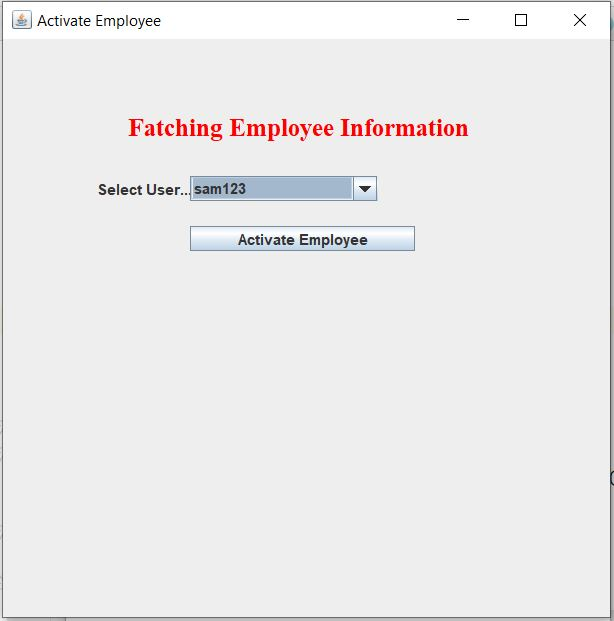 Activate Employee
Fatching Employee Information
Select User... sam123
Activate Employee